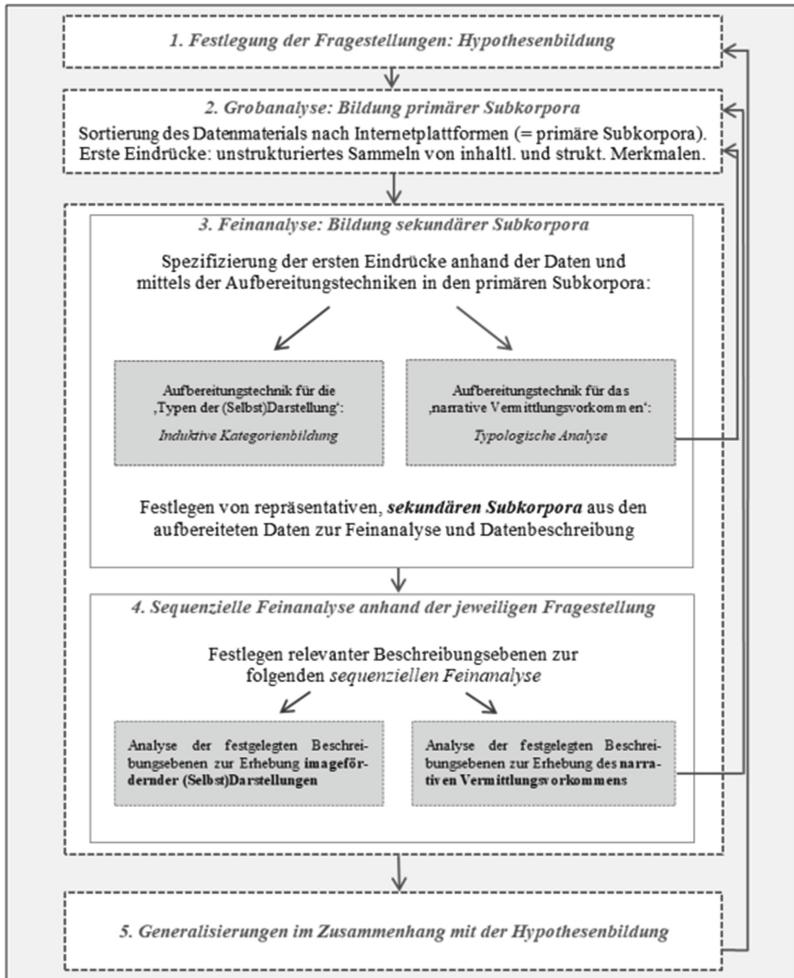 1. Festlegung der Fragestellungen: Hypothesenbildung
2. Grobanalyse: Bildung primärer Subkorpora
Sortierung des Datenmaterials nach Internetplattformen (= primäre Subkorpora).
Erste Eindrücke: unstrukturiertes Sammeln von inhaltl. und strukt. Merkmalen.
3. Feinanalyse: Bildung sekundärer Subkorpora
Spezifizierung der ersten Eindrücke anhand der Daten und
mittels der Aufbereitungstechniken in den primären Subkorpora:
Aufbereitungstechnik für die
‚Typen der (Selbst)Darstellung‘:
Induktive Kategorienbildung
Aufbereitungstechnik für das
‚narrative Vermittlungsvorkommen‘:
Typologische Analyse
Festlegen von repräsentativen, sekundären Subkorpora aus den
aufbereiteten Daten zur Feinanalyse und Datenbeschreibung
4. Sequenzielle Feinanalyse anhand der jeweiligen Fragestellung
Festlegen relevanter Beschreibungsebenen zur
folgenden sequenziellen Feinanalyse
Analyse der festgelegten Beschrei-
bungsebenen zur Erhebung imageför-
dernder (Selbst)Darstellungen
Analyse der festgelegten Beschrei-
bungsebenen zur Erhebung des narra-
tiven Vermittlungsvorkommens
5. Generalisierungen im Zusammenhang mit der Hypothesenbildung